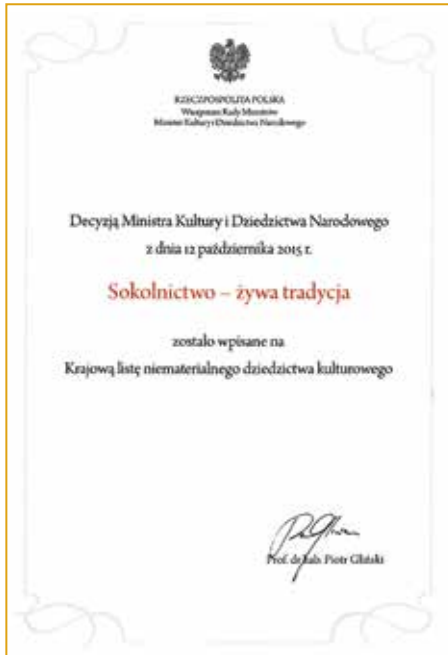 RZECZPOSPOLITA POLSKA
Wiceprezes Rady Ministrów
Minister Kultury i Dziedzictwa Narodowego
Decyzją Ministra Kultury i Dziedzictwa Narodowego
z dnia 12 października 2015 r.
Sokolnictwo – żywa tradycja
zostało wpisane na
Krajową listę niematerialnego dziedzictwa kulturowego
Prof. dr hab. Piotr Gliński